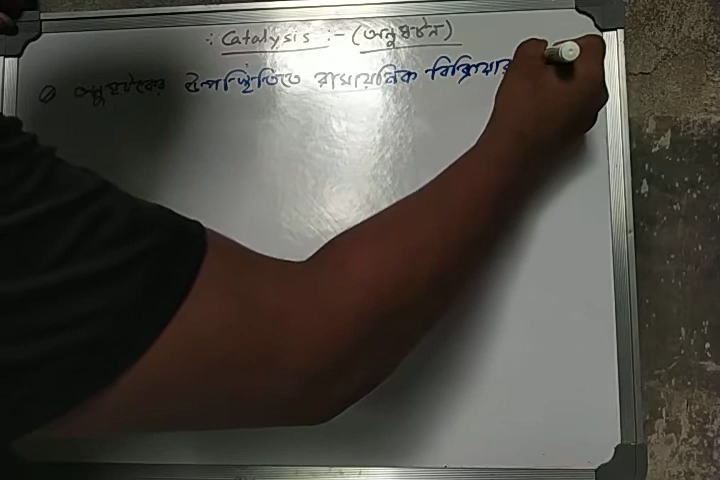 : Catalysis :- (অনুঘটন)
অনুঘটকের উপস্থিতিতে রাসায়নিক বিক্রিয়ার